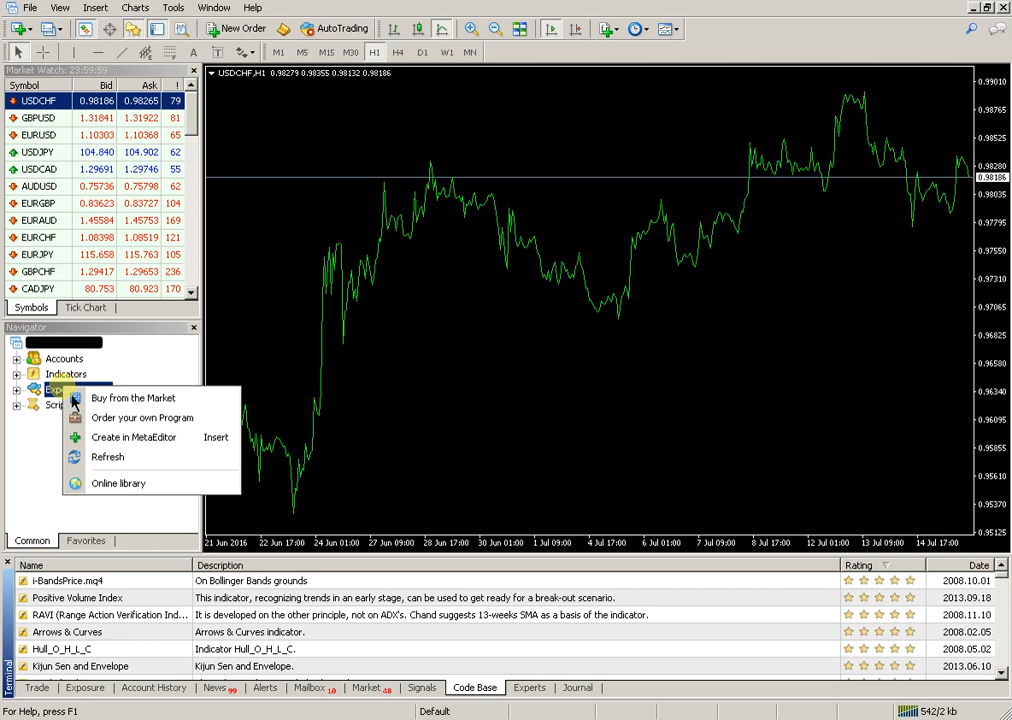 File View Insert Charts Tools Window Help
New Order AutoTrading
M1 M5 M15 M30 H1 H4 D1 W1 MN
Market Watch: 23:59:59
Symbol Bid Ask !
USDCHF 0.98186 0.98265 79
GBPUSD 1.31841 1.31922 81
EURUSD 1.10303 1.10368 65
USDJPY 104.840 104.902 62
USDCAD 1.29691 1.29746 55
AUDUSD 0.75736 0.75798 62
EURGBP 0.83623 0.83727 104
EURAUD 1.45584 1.45753 169
EURCHF 1.08398 1.08519 121
EURJPY 115.658 115.763 105
GBPCHF 1.29417 1.29653 236
CADJPY 80.753 80.923 170
Symbols Tick Chart
USDCHF,H1 0.98279 0.98355 0.98132 0.98186
0.99010
0.98765
0.98525
0.98280
0.98186
0.98035
0.97795
0.97550
0.97310
0.97065
0.96825
0.96580
0.96340
0.96095
0.95855
0.95610
0.95370
0.95125
21 Jun 2016 22 Jun 17:00 24 Jun 01:00 27 Jun 09:00 28 Jun 17:00 30 Jun 01:00 1 Jul 09:00 4 Jul 17:00 6 Jul 01:00 7 Jul 09:00 8 Jul 17:00 12 Jul 01:00 13 Jul 09:00 14 Jul 17:00
Navigator
Accounts
Indicators
Expe
Scrip
Buy from the Market
Order your own Program
Create in MetaEditor Insert
Refresh
Online library
Common Favorites
Name Description Rating Date
i-BandsPrice.mq4 On Bollinger Bands grounds 2008.10.01
Positive Volume Index This indicator, recognizing trends in an early stage, can be used to get ready for a break-out scenario. 2013.09.18
RAVI (Range Action Verification Ind... It is developed on the other principle, not on ADX's. Chand suggests 13-weeks SMA as a basis of the indicator. 2008.11.10
Arrows & Curves Arrows & Curves indicator. 2008.02.05
Hull_O_H_L_C Indicator Hull_O_H_L_C. 2008.05.02
Kijun Sen and Envelope Kijun Sen and Envelope. 2013.06.10
Terminal
Trade Exposure Account History News 99 Alerts Mailbox 10 Market 48 Signals Code Base Experts Journal
For Help, press F1 Default 542/2 kb